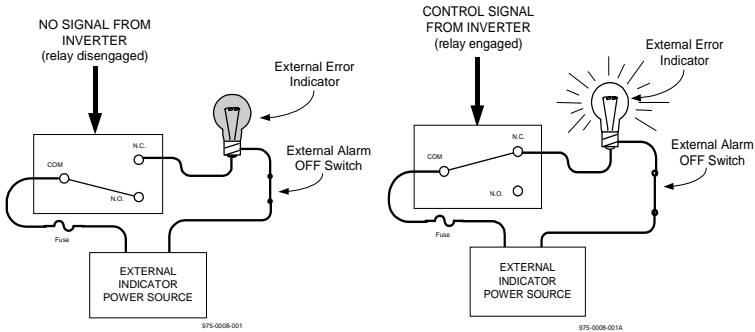 NO SIGNAL FROM
INVERTER
(relay disengaged)
External Error
Indicator
N.C.
COM
External Alarm
OFF Switch
N.O.
Fuse
EXTERNAL
INDICATOR
POWER SOURCE
975-0008-001
CONTROL SIGNAL
FROM INVERTER
(relay engaged)
External Error
Indicator
N.C.
COM
External Alarm
OFF Switch
N.O.
Fuse
EXTERNAL
INDICATOR
POWER SOURCE
975-0008-001A